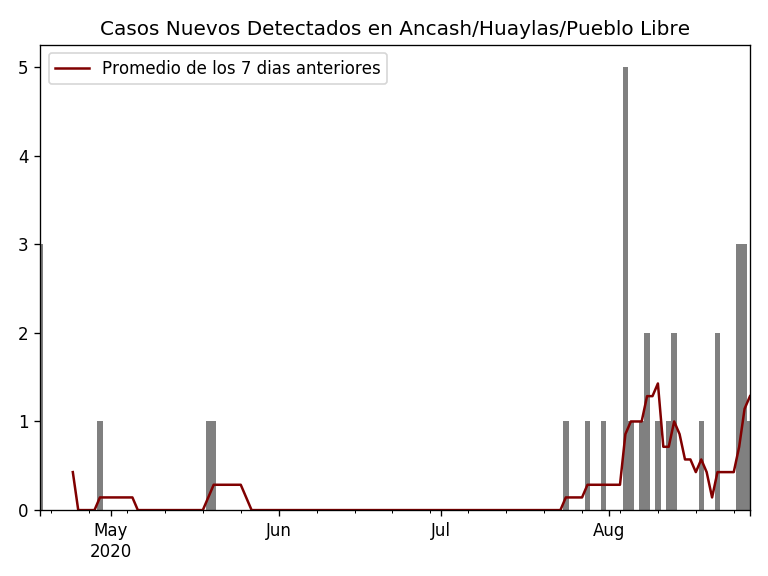 Casos Nuevos Detectados en Ancash/Huaylas/Pueblo Libre
Promedio de los 7 dias anteriores
5
4
3
2
1
0
May
2020
Jun
Jul
Aug